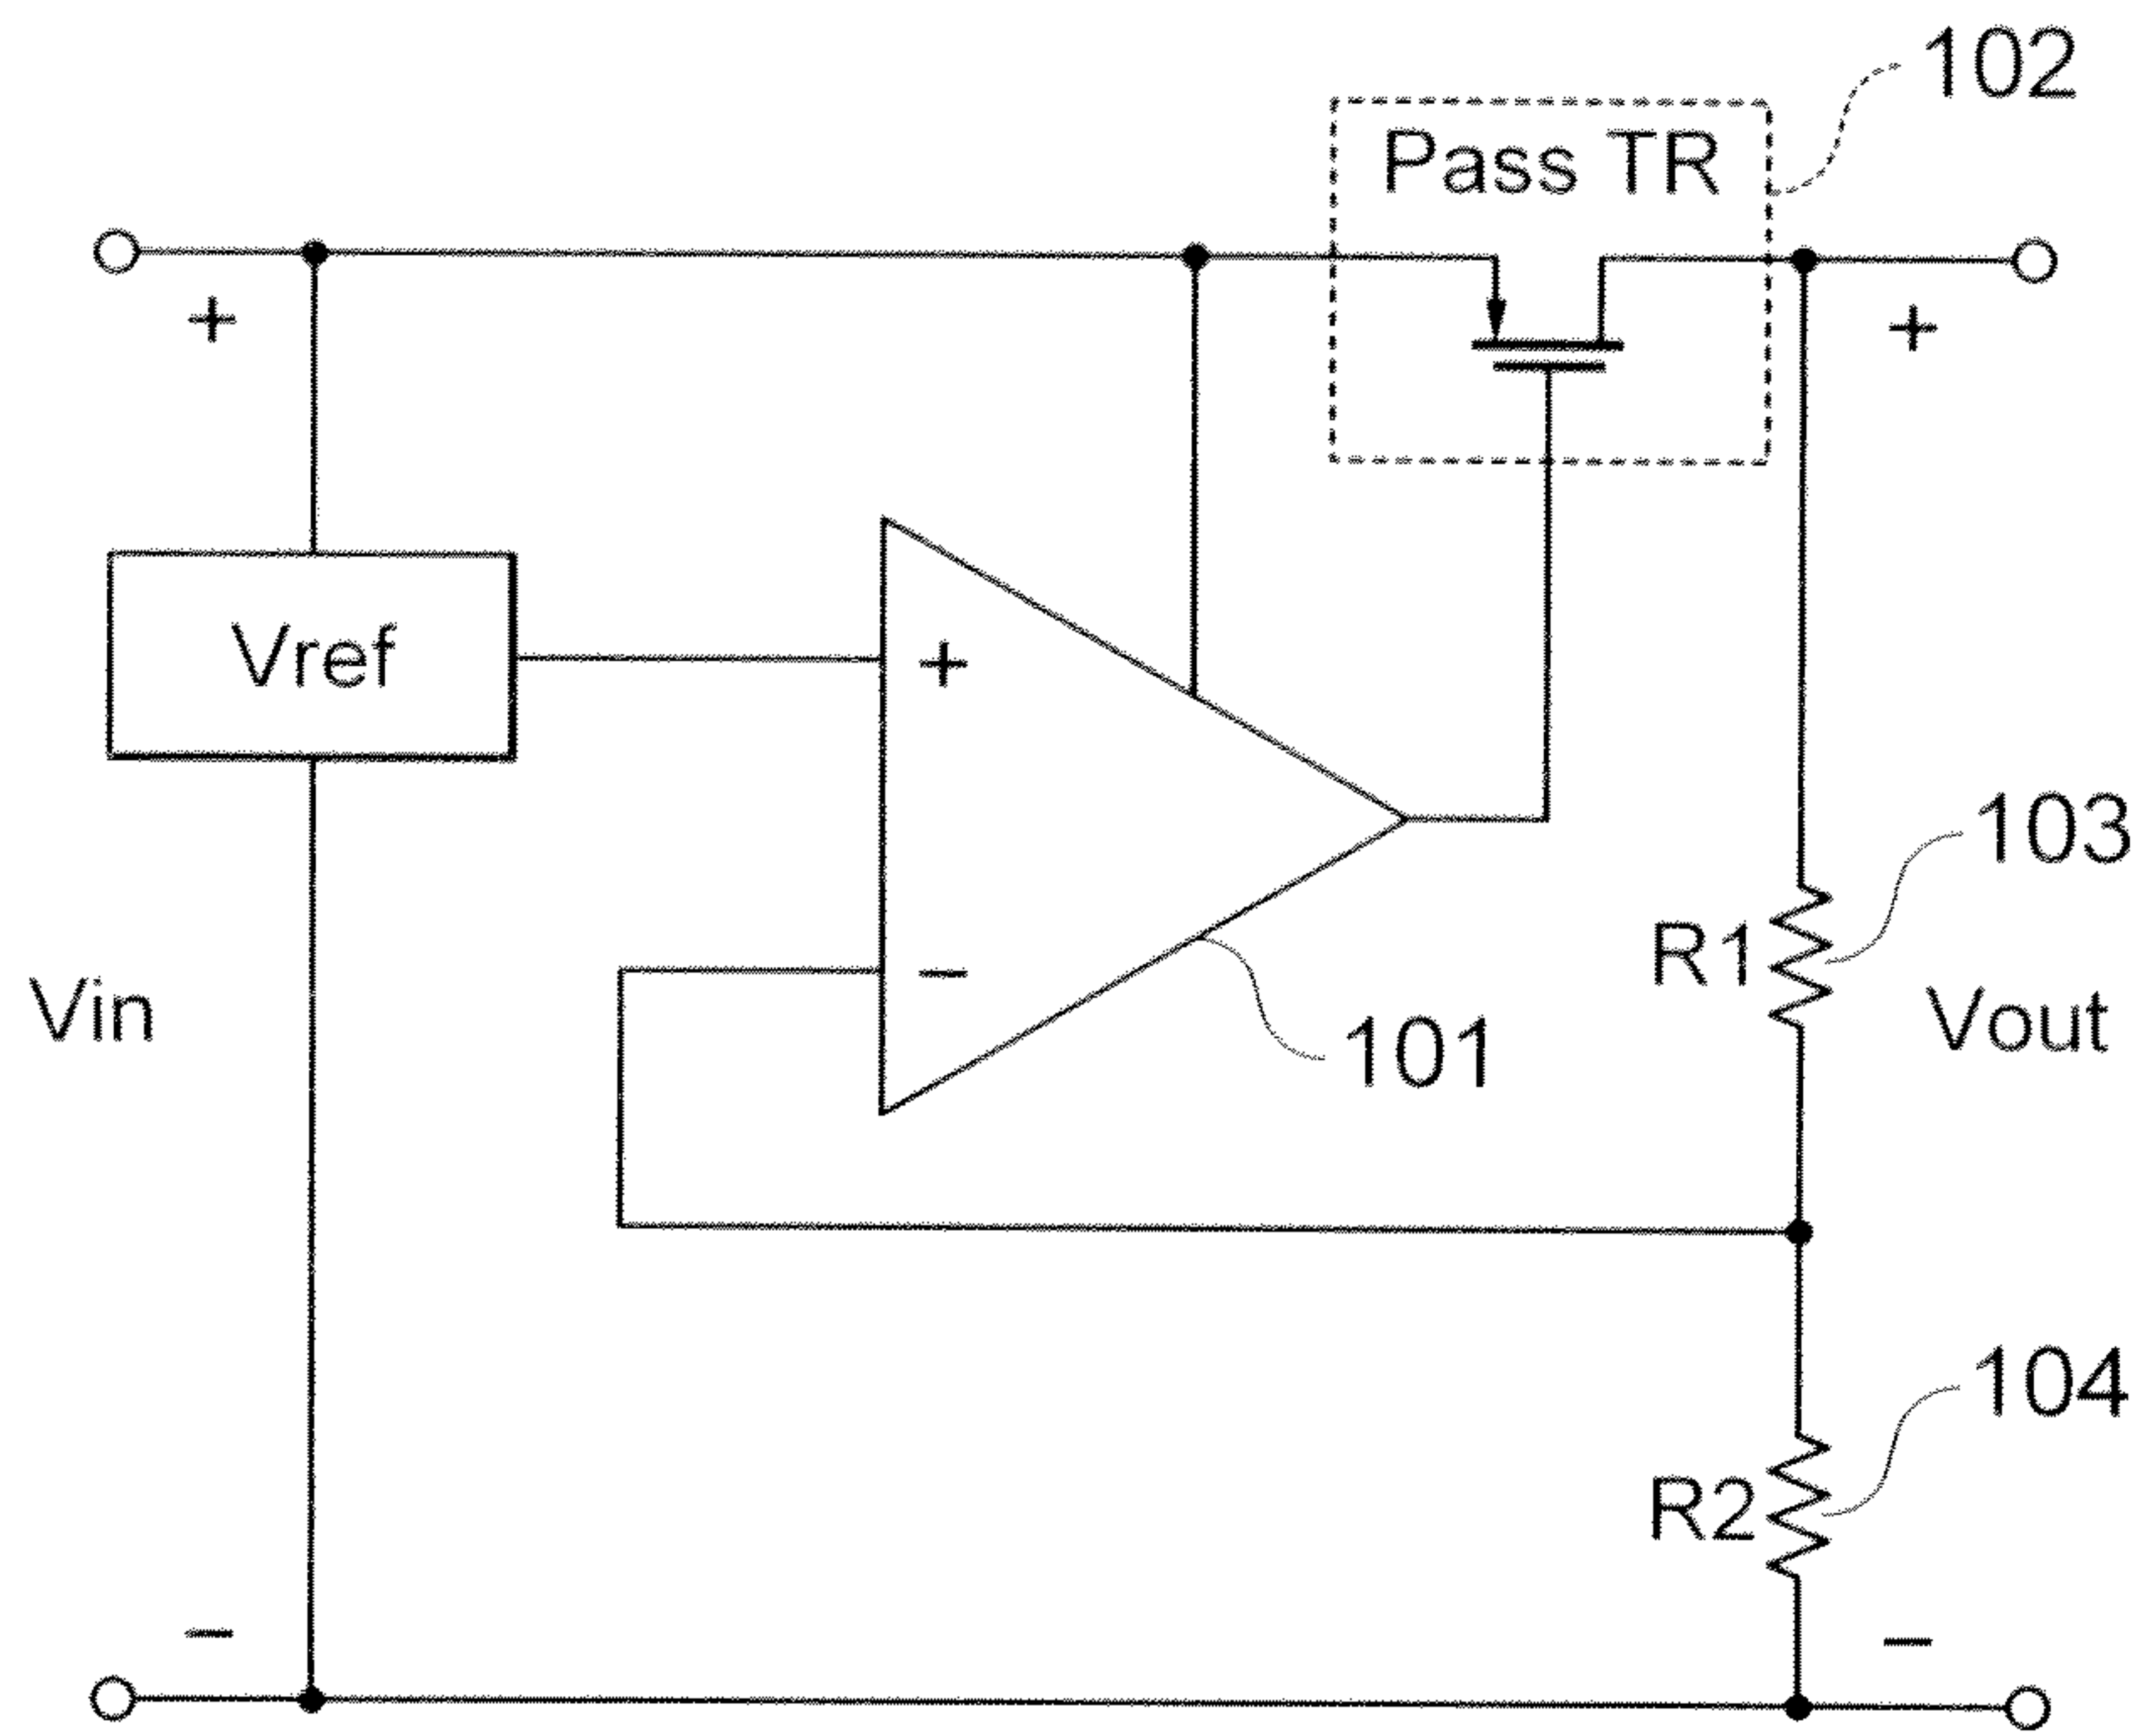 102
Pass TR
+
+
Vref
+
103
R1
−
Vin
Vout
101
104
R2
−
−